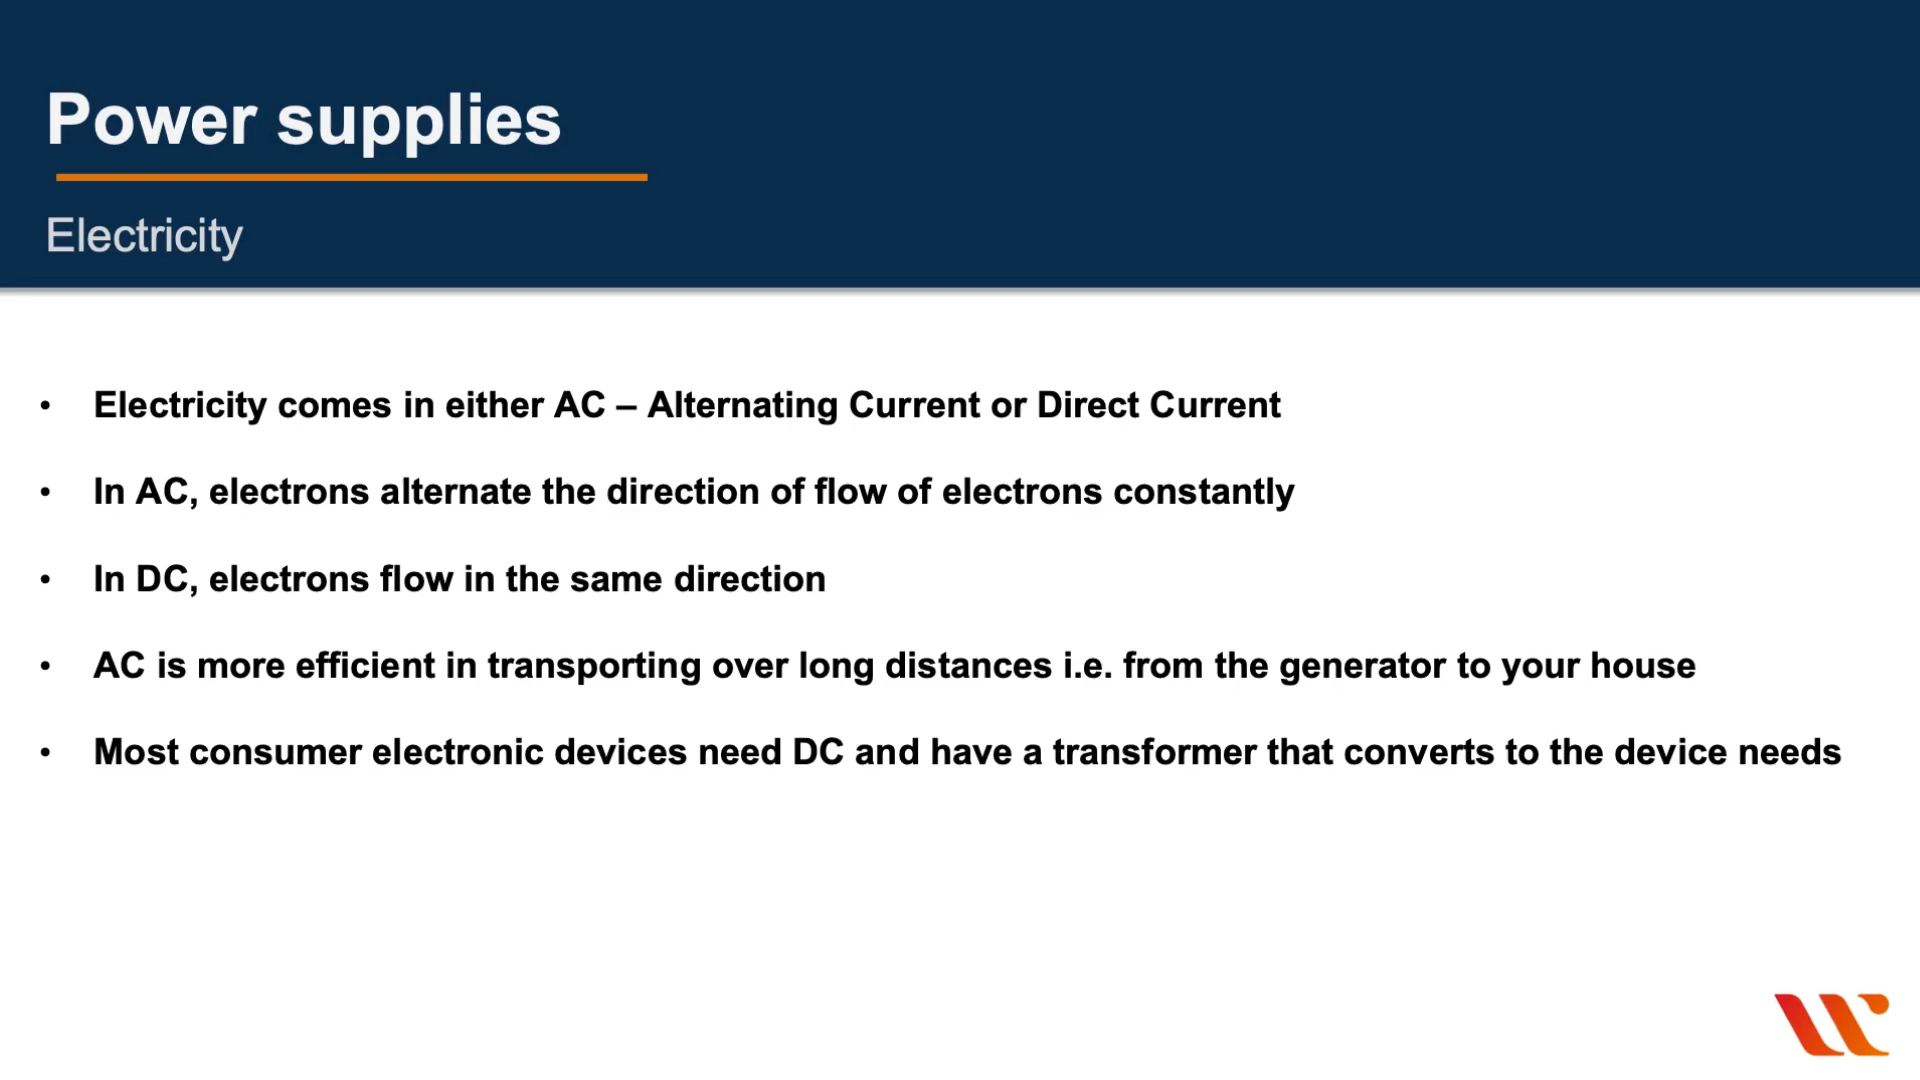 Power supplies
Electricity
• Electricity comes in either AC – Alternating Current or Direct Current
• In AC, electrons alternate the direction of flow of electrons constantly
• In DC, electrons flow in the same direction
• AC is more efficient in transporting over long distances i.e. from the generator to your house
• Most consumer electronic devices need DC and have a transformer that converts to the device needs